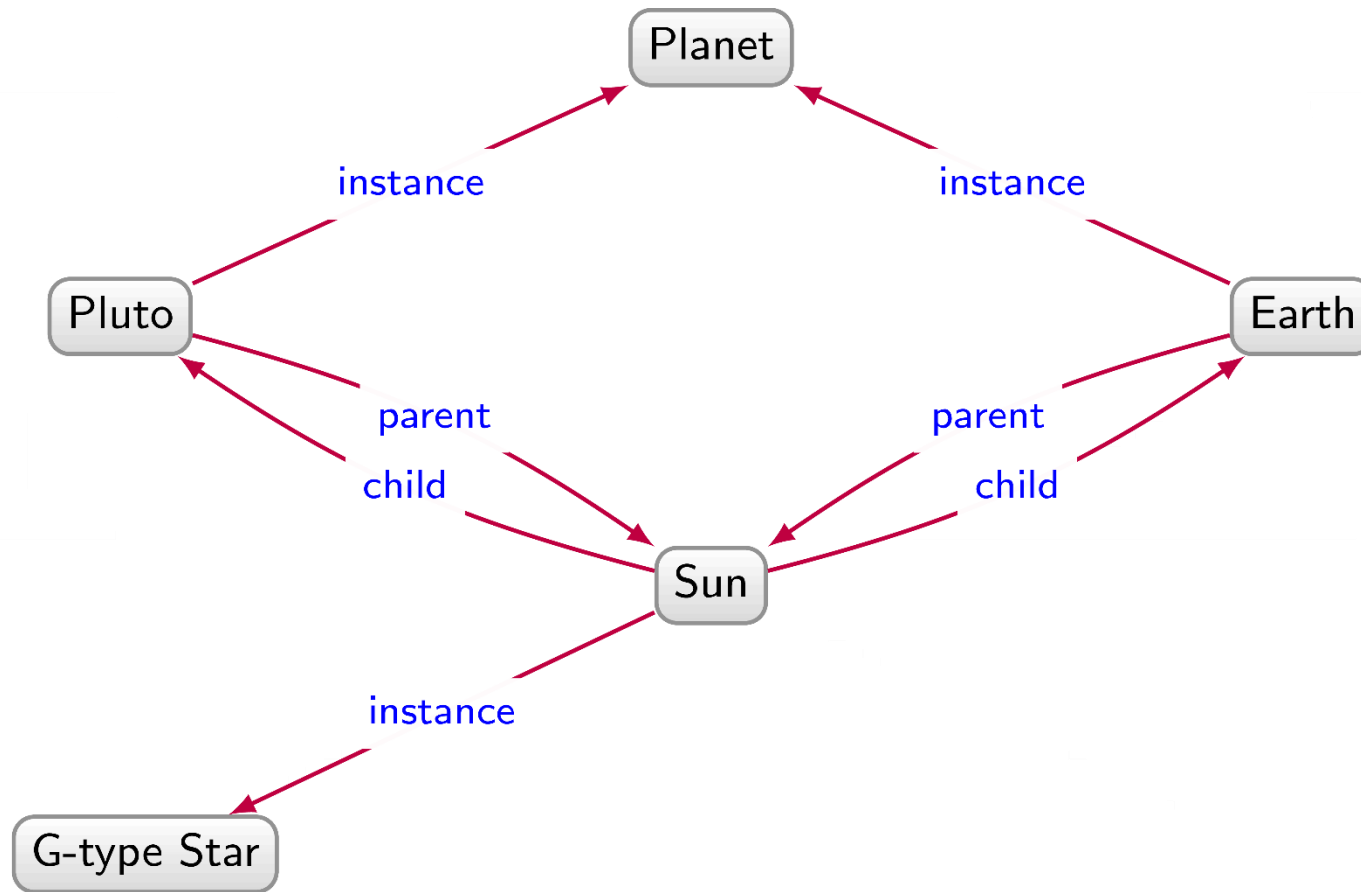 Planet
instance
instance
Pluto
Earth
parent
parent
child
child
Sun
instance
G-type Star